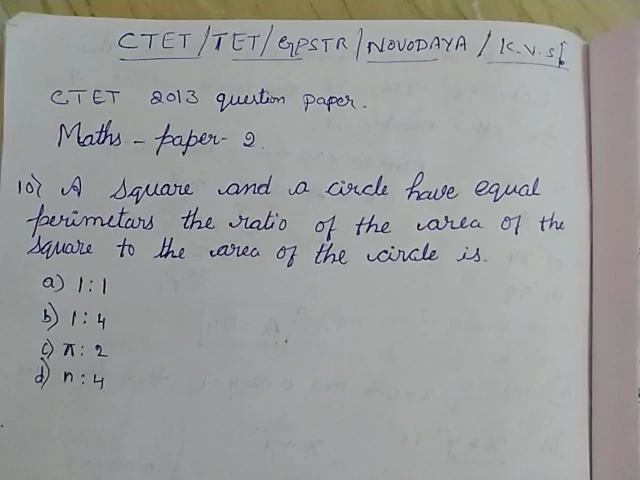 CTET/TET/GPSTR/NOVODAYA/K.V.S
CTET 2013 question paper.
Maths - paper - 2.
10) A square and a circle have equal
perimetars the ratio of the area of the
square to the area of the circle is.
a) 1:1
b) 1:4
c) π:2
d) n:4